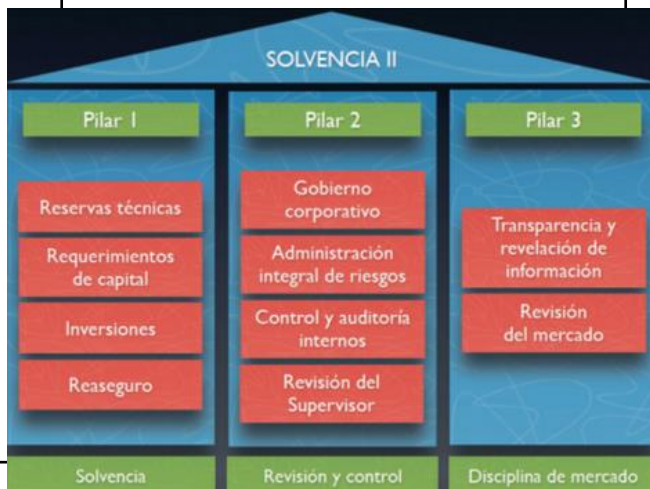 SOLVENCIA II
Pilar 1
Reservas técnicas
Requerimientos
de capital
Inversiones
Reaseguro
Solvencia
Pilar 2
Gobierno
corporativo
Administración
integral de riesgos
Control y auditoría
internos
Revisión del
Supervisor
Revisión y control
Pilar 3
Transparencia y
revelación de
información
Revisión
del mercado
Disciplina de mercado